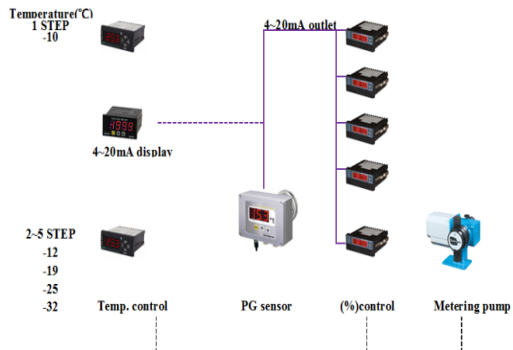 Temperature(℃)
1 STEP
-10
4~20mA outlet
4999
4~20mA display
2~5 STEP
-12
-19
-25
-32
Temp. control
PG sensor
(%)control
Metering pump